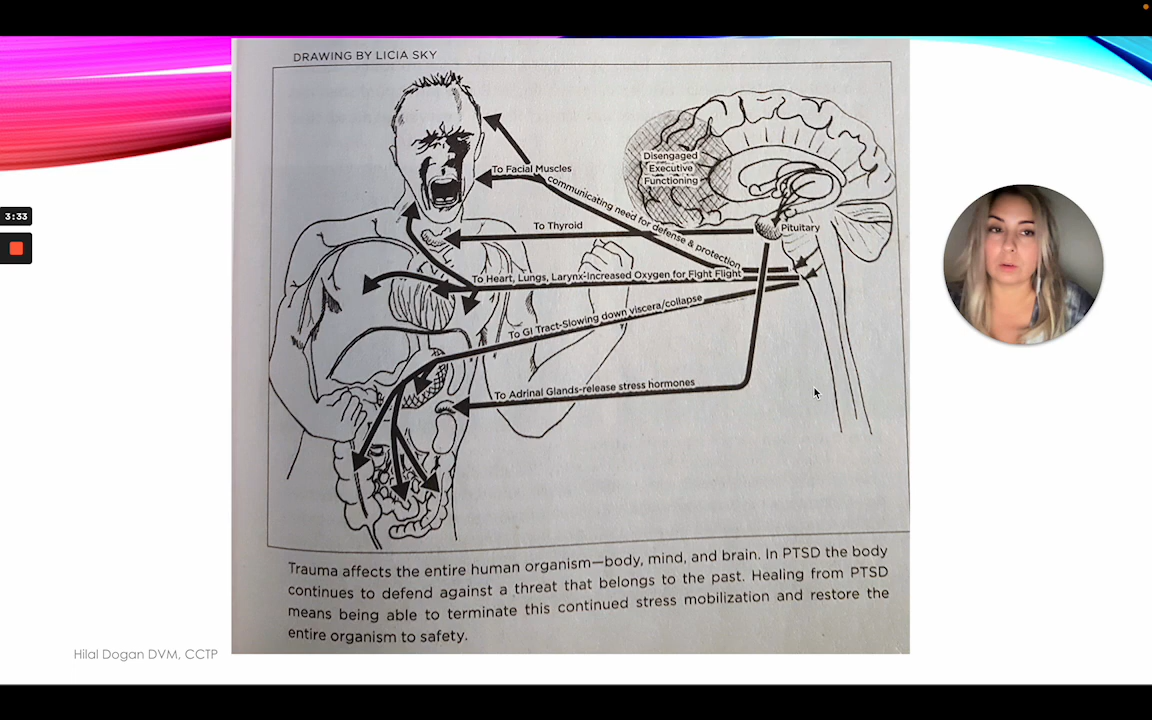 DRAWING BY LICIA SKY
Disengaged
Executive
Functioning
To Facial Muscles
communicating need for defense & protection
To Thyroid
Pituitary
To Heart, Lungs, Larynx-Increased Oxygen for Fight Flight
To GI Tract-Slowing down viscera/collapse
To Adrinal Glands-release stress hormones
3:33
Trauma affects the entire human organism—body, mind, and brain. In PTSD the body
continues to defend against a threat that belongs to the past. Healing from PTSD
means being able to terminate this continued stress mobilization and restore the
entire organism to safety.
Hilal Dogan DVM, CCTP